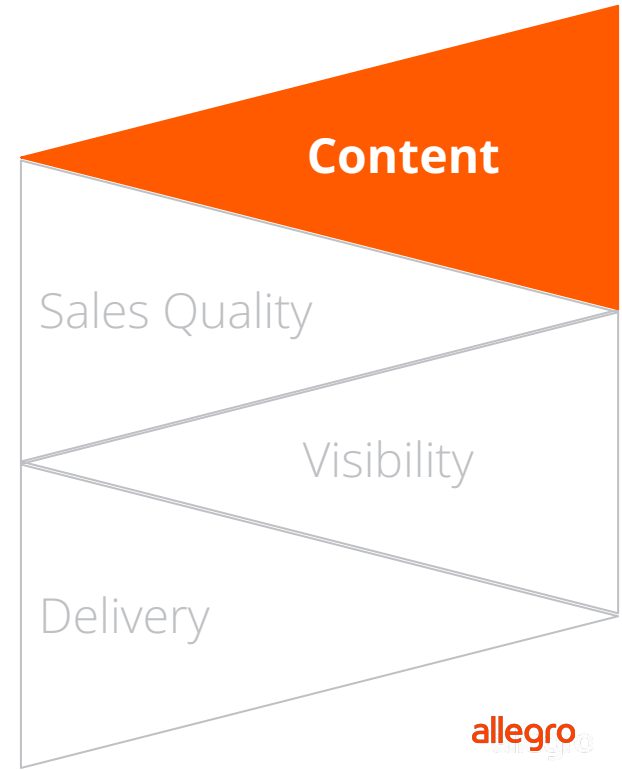 Content
Sales Quality
Visibility
Delivery
allegro